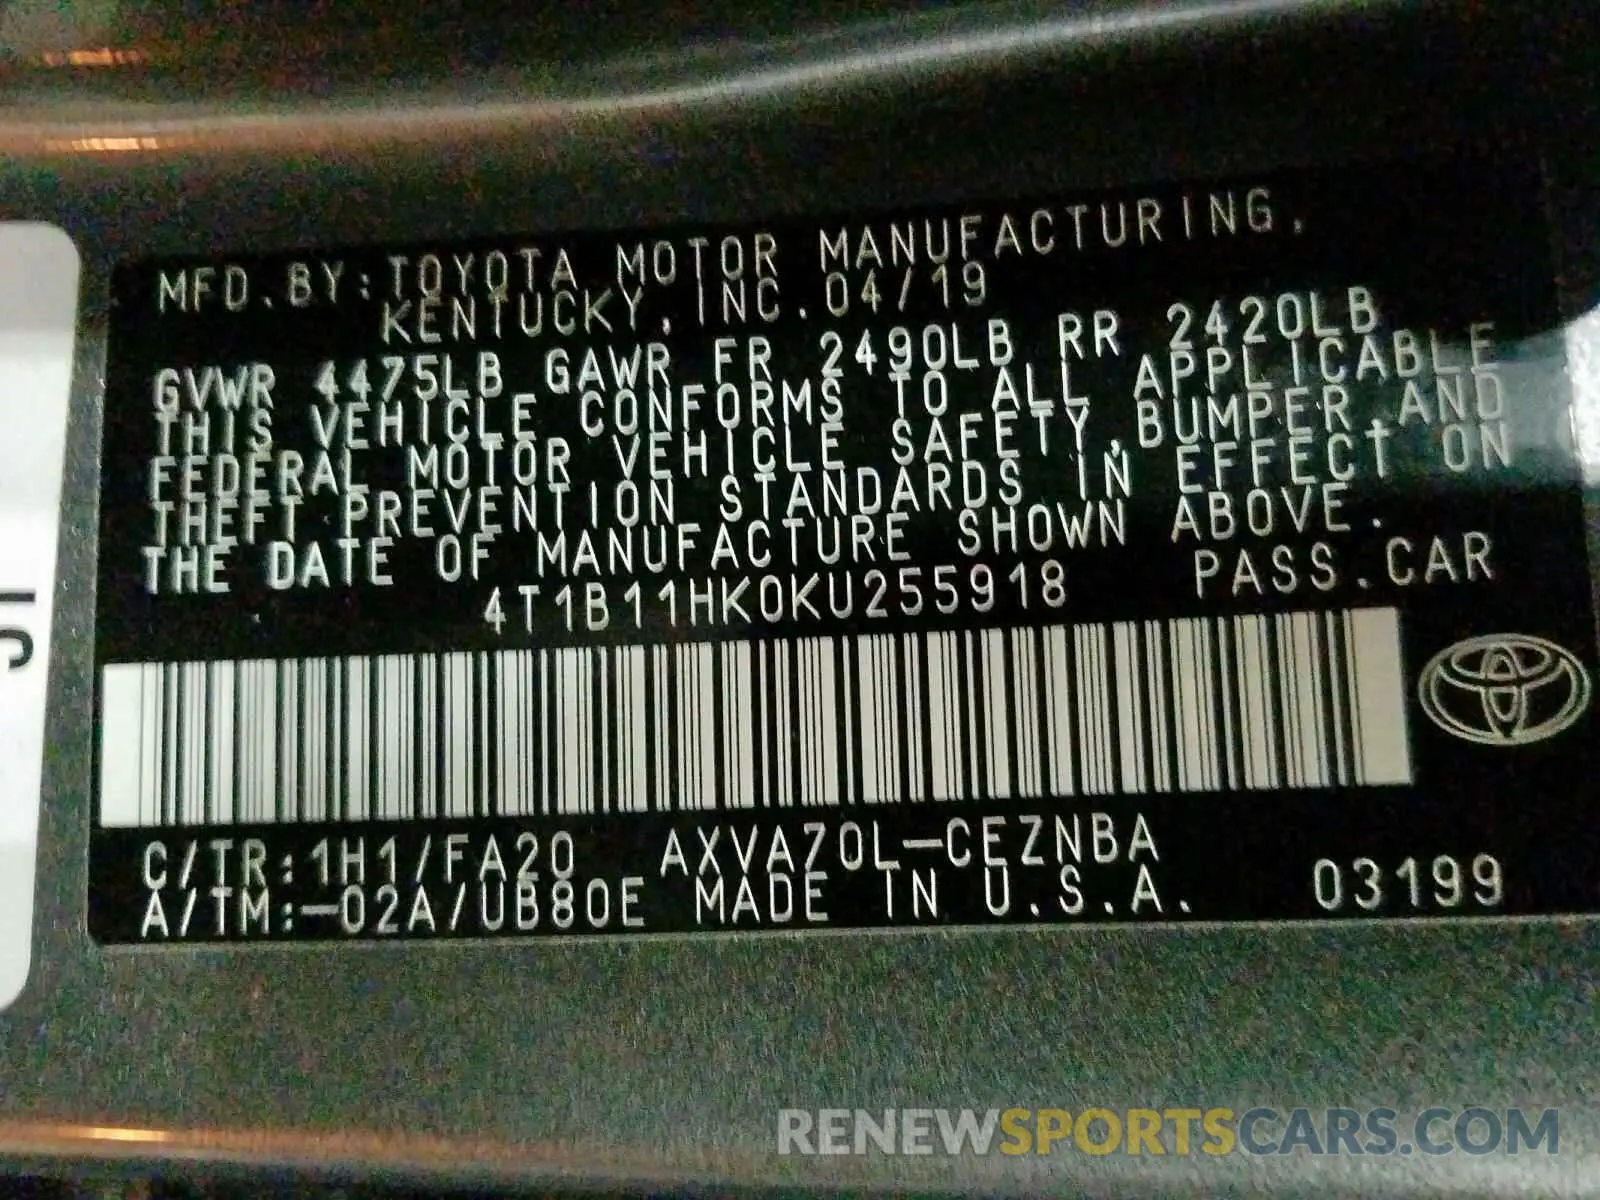 MFD.BY:TOYOTA MOTOR MANUFACTURING,
KENTUCKY, INC. 04/19
GVWR 4475LB GAWR FR 2490LB RR 2420LB
THIS VEHICLE CONFORMS TO ALL APPLICABLE
FEDERAL MOTOR VEHICLE SAFETY,BUMPER,AND
THEFT PREVENTION STANDARDS IN EFFECT ON
THE DATE OF MANUFACTURE SHOWN ABOVE.
4T1B11HK0KU255918 PASS.CAR
C/TR:1H1/FA20 AXVA70L-CEZNBA
A/TM:-02A/UB80E MADE IN U.S.A. 03199
RENEWSPORTSCARS.COM